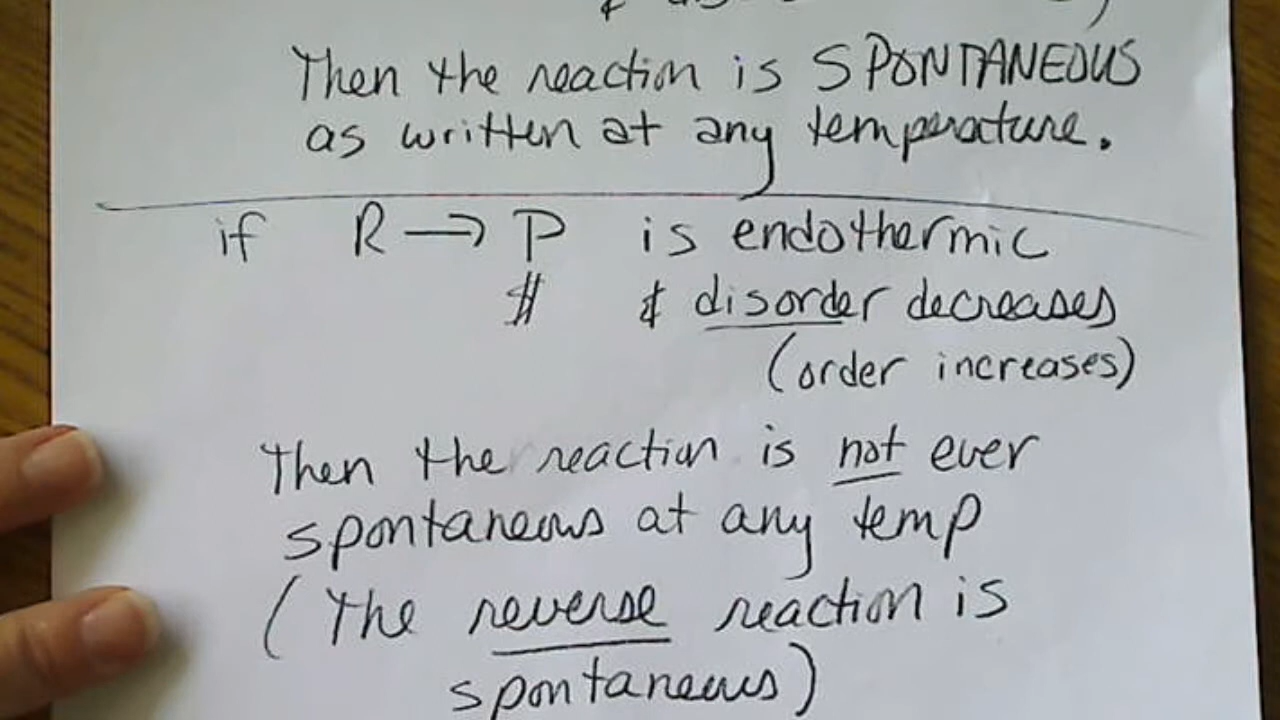 Then the reaction is SPONTANEOUS
as written at any temperature.
if R → P is endothermic
& disorder decreases
(order increases)
Then the reaction is not ever
spontaneous at any temp
(The reverse reaction is
spontaneous)